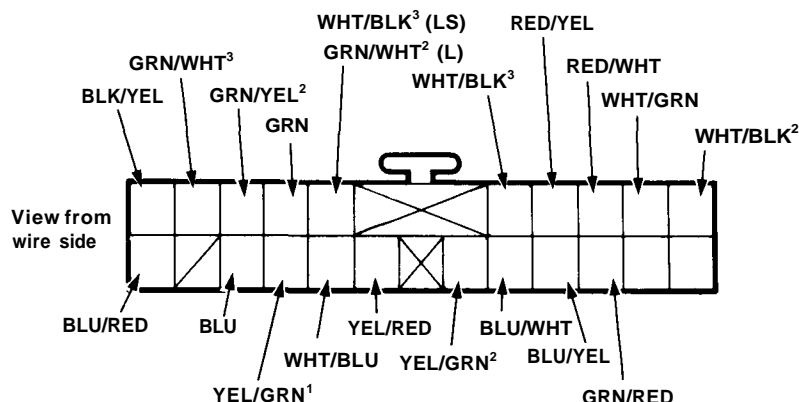 WHT/BLK³ (LS)
GRN/WHT² (L)
RED/YEL
GRN/WHT³
WHT/BLK³
RED/WHT
BLK/YEL
GRN/YEL²
WHT/GRN
GRN
WHT/BLK²
View from
wire side
BLU/RED
BLU
YEL/RED
BLU/WHT
WHT/BLU
YEL/GRN²
BLU/YEL
YEL/GRN¹
GRN/RED